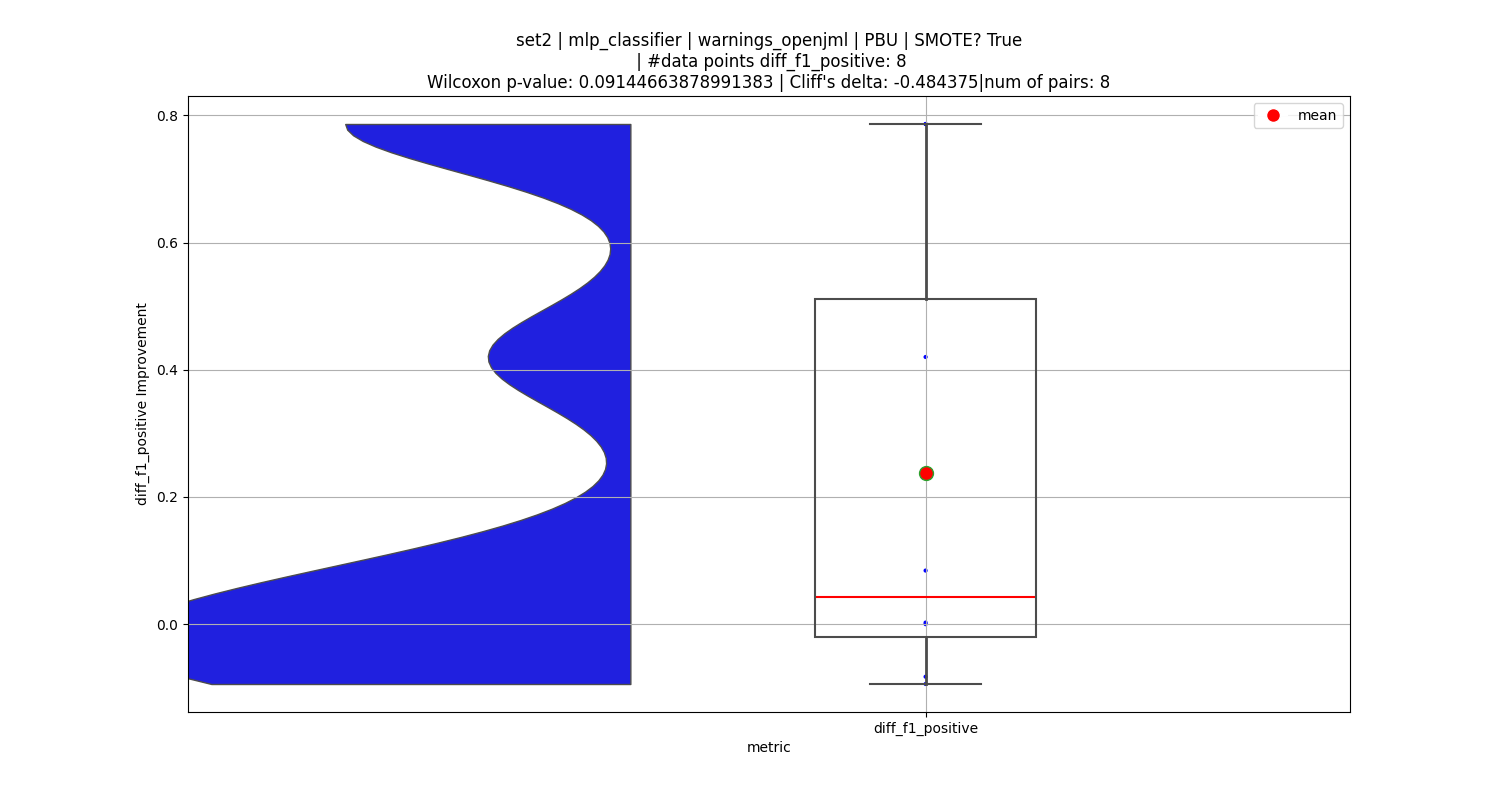 set2 | mlp_classifier | warnings_openjml | PBU | SMOTE? True
| #data points diff_f1_positive: 8
Wilcoxon p-value: 0.09144663878991383 | Cliff's delta: -0.484375|num of pairs: 8
mean
0.8
0.6
0.4
0.2
0.0
diff_f1_positive Improvement
diff_f1_positive
metric